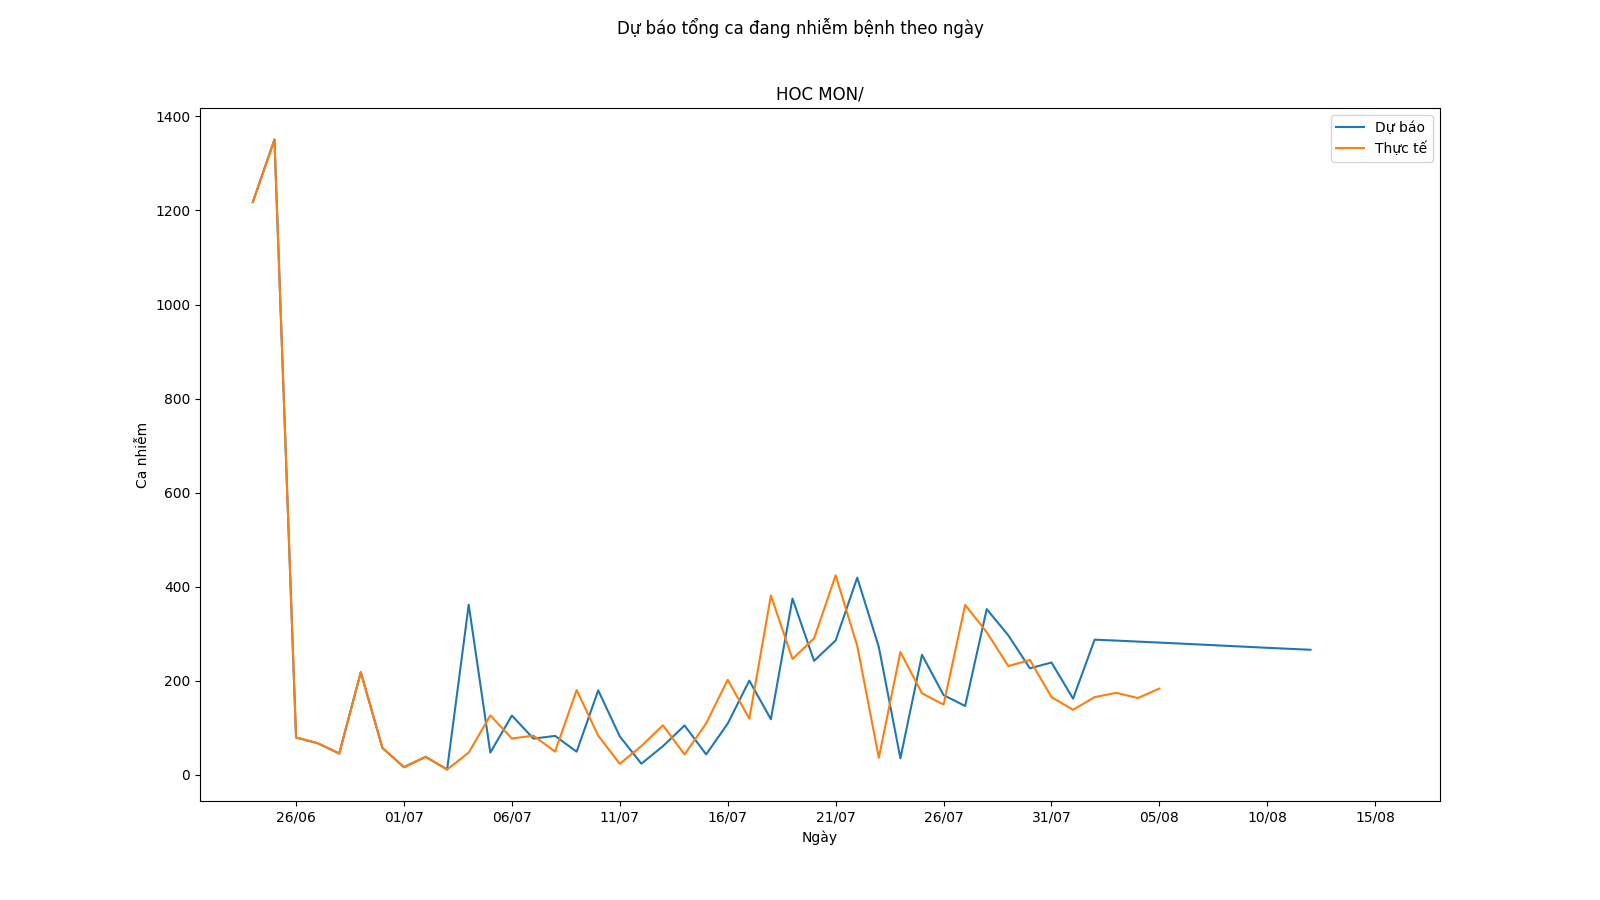 Dự báo tổng ca đang nhiễm bệnh theo ngày
HOC MON/
1400
1200
1000
800
600
400
200
0
Ca nhiễm
Dự báo
Thực tế
26/06 01/07 06/07 11/07 16/07 21/07 26/07 31/07 05/08 10/08 15/08
Ngày